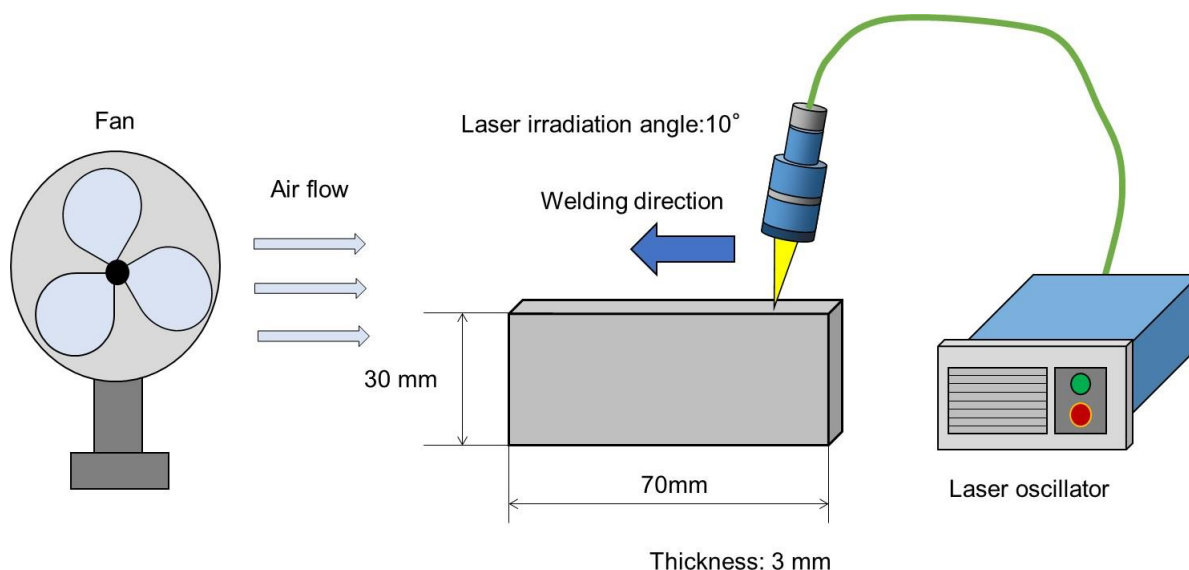 Fan
Laser irradiation angle:10°
Air flow
Welding direction
30 mm
70mm
Laser oscillator
Thickness: 3 mm